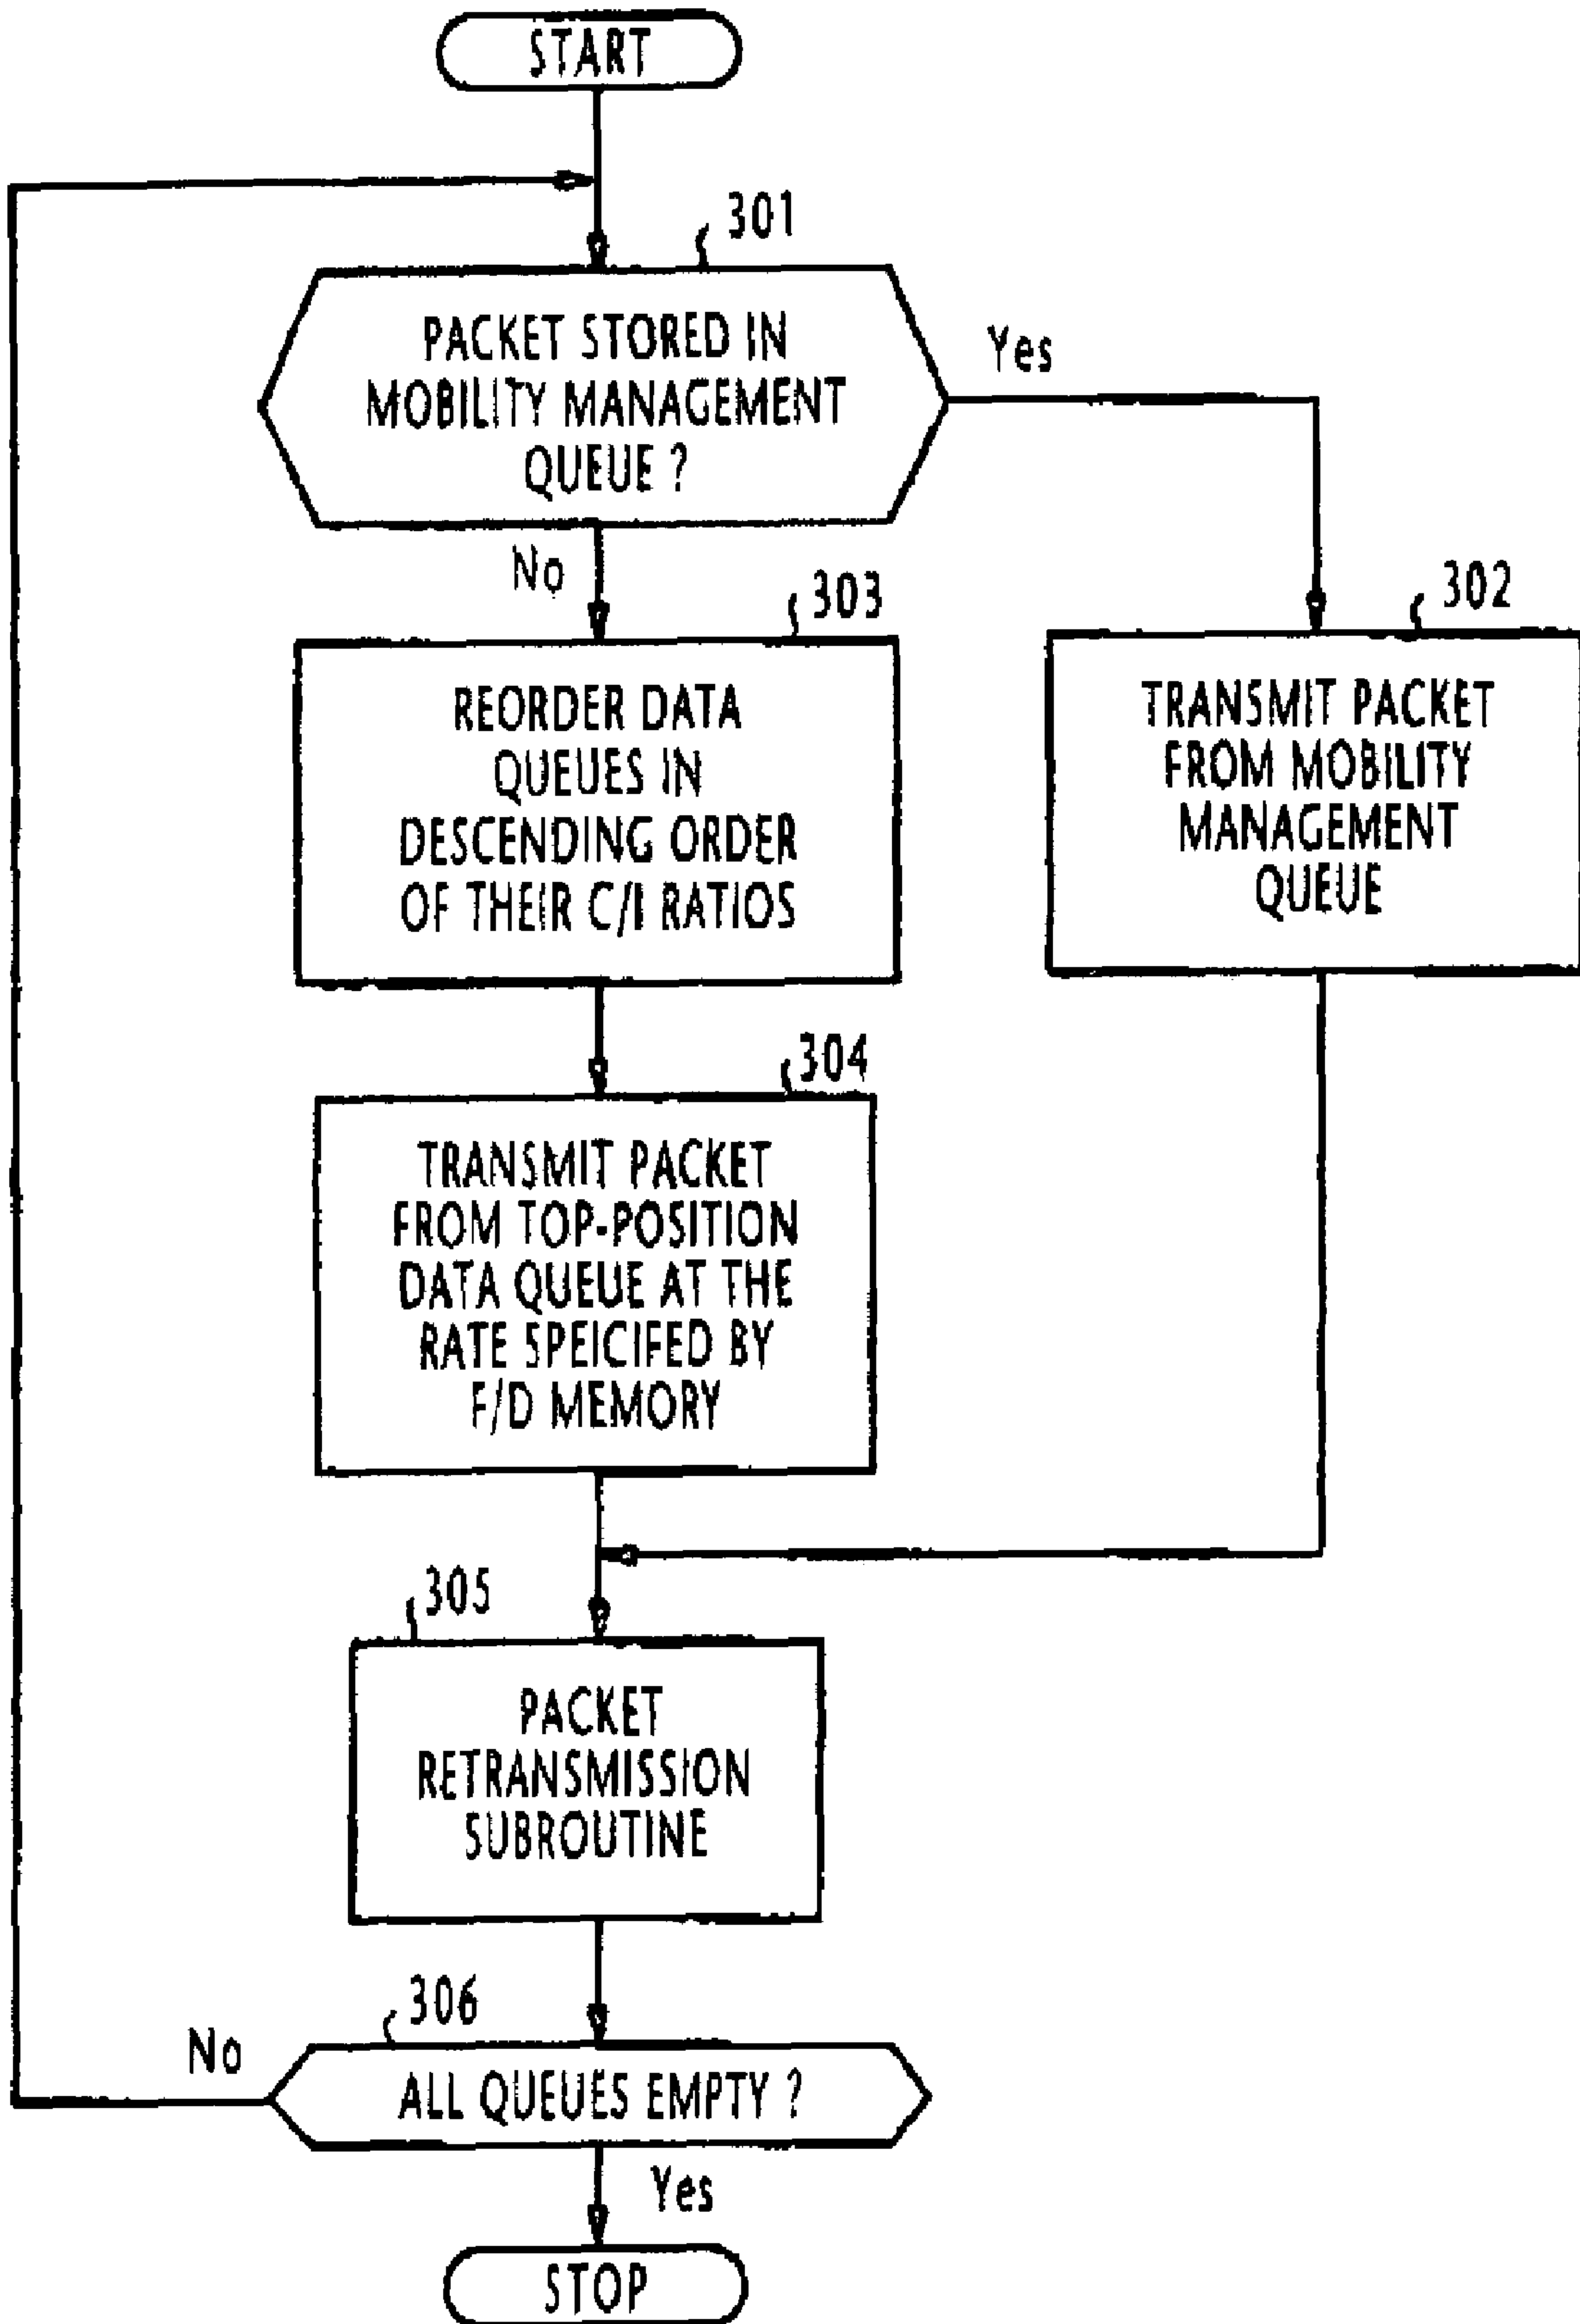 START
301
PACKET STORED IN
MOBILITY MANAGEMENT
QUEUE ?
Yes
No
303
REORDER DATA
QUEUES IN
DESCENDING ORDER
OF THEIR C/I RATIOS
302
TRANSMIT PACKET
FROM MOBILITY
MANAGEMENT
QUEUE
304
TRANSMIT PACKET
FROM TOP-POSITION
DATA QUEUE AT THE
RATE SPEICIFED BY
F/D MEMORY
305
PACKET
RETRANSMISSION
SUBROUTINE
306
No
ALL QUEUES EMPTY ?
Yes
STOP